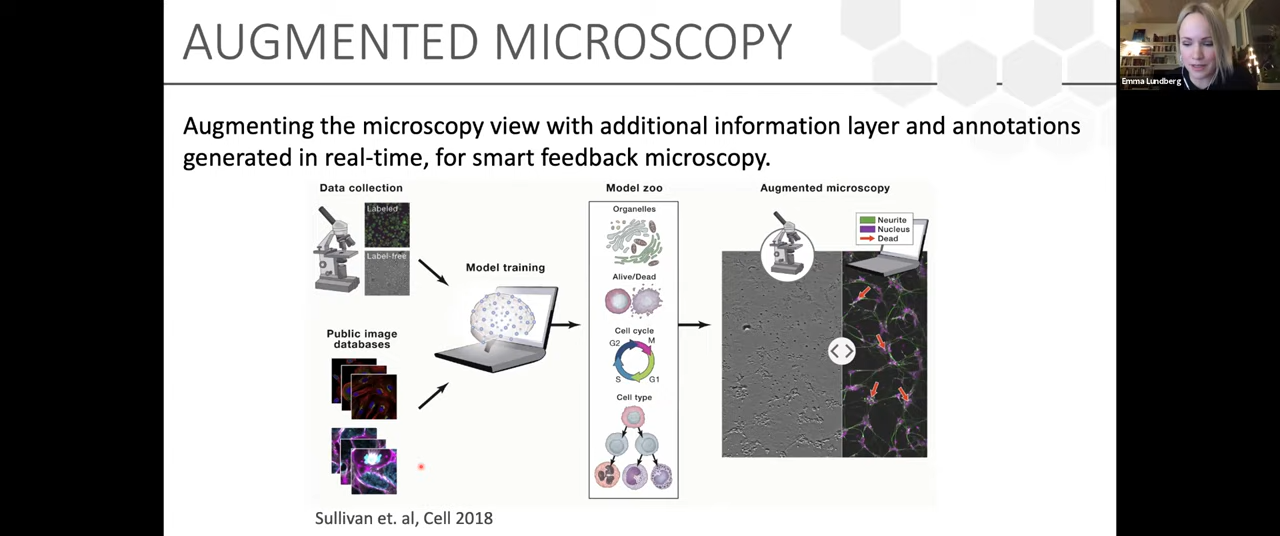 AUGMENTED MICROSCOPY
Emma Lundberg
Augmenting the microscopy view with additional information layer and annotations
generated in real-time, for smart feedback microscopy.
Data collection
Labeled
Label-free
Public image
databases
Model training
Model zoo
Organelles
Alive/Dead
Cell cycle
G2
M
S
G1
Cell type
Augmented microscopy
Neurite
Nucleus
Dead
Sullivan et. al, Cell 2018